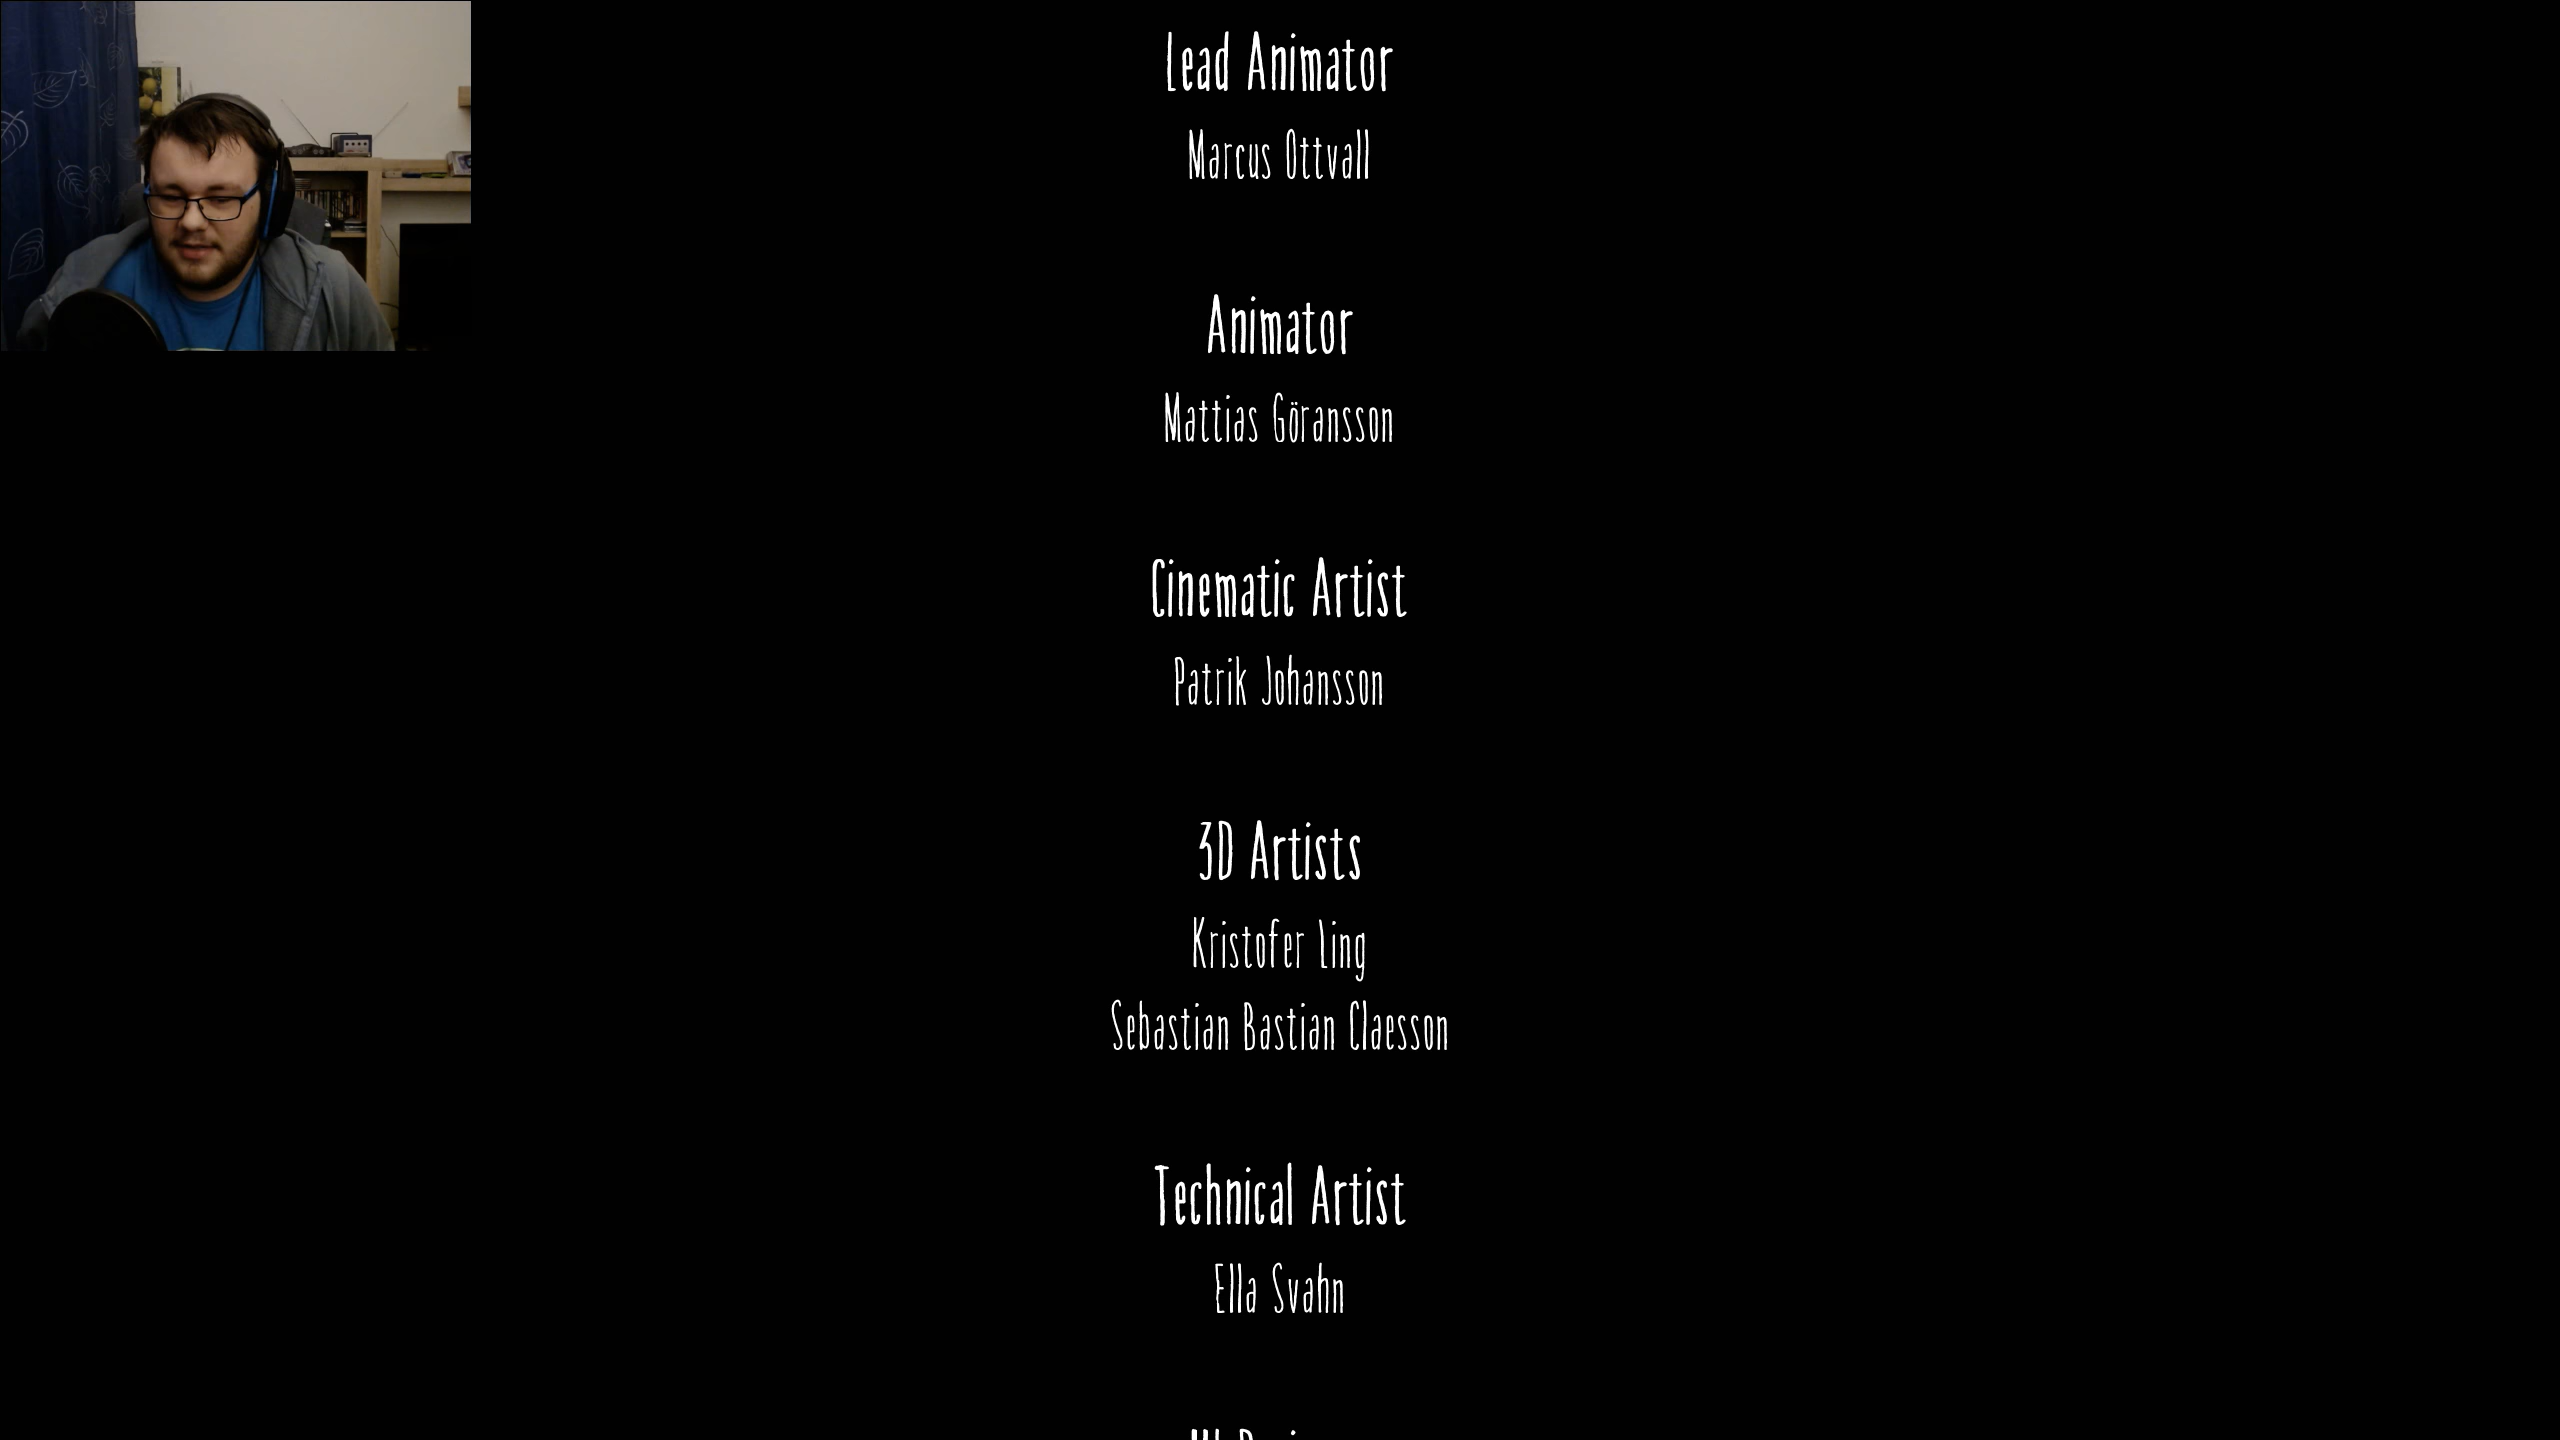 Lead Animator
Marcus Ottvall
Animator
Mattias Göransson
Cinematic Artist
Patrik Johansson
3D Artists
Kristofer Ling
Sebastian Bastian Claesson
Technical Artist
Ella Svahn